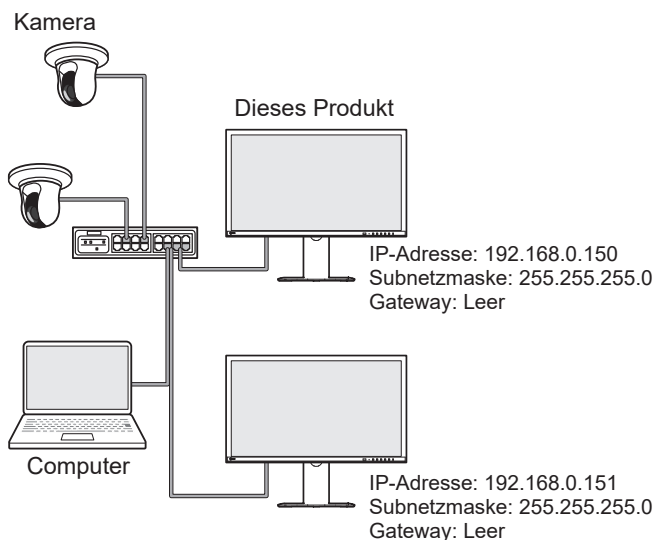 Kamera
Dieses Produkt
IP-Adresse: 192.168.0.150
Subnetzmaske: 255.255.255.0
Gateway: Leer
Computer
IP-Adresse: 192.168.0.151
Subnetzmaske: 255.255.255.0
Gateway: Leer